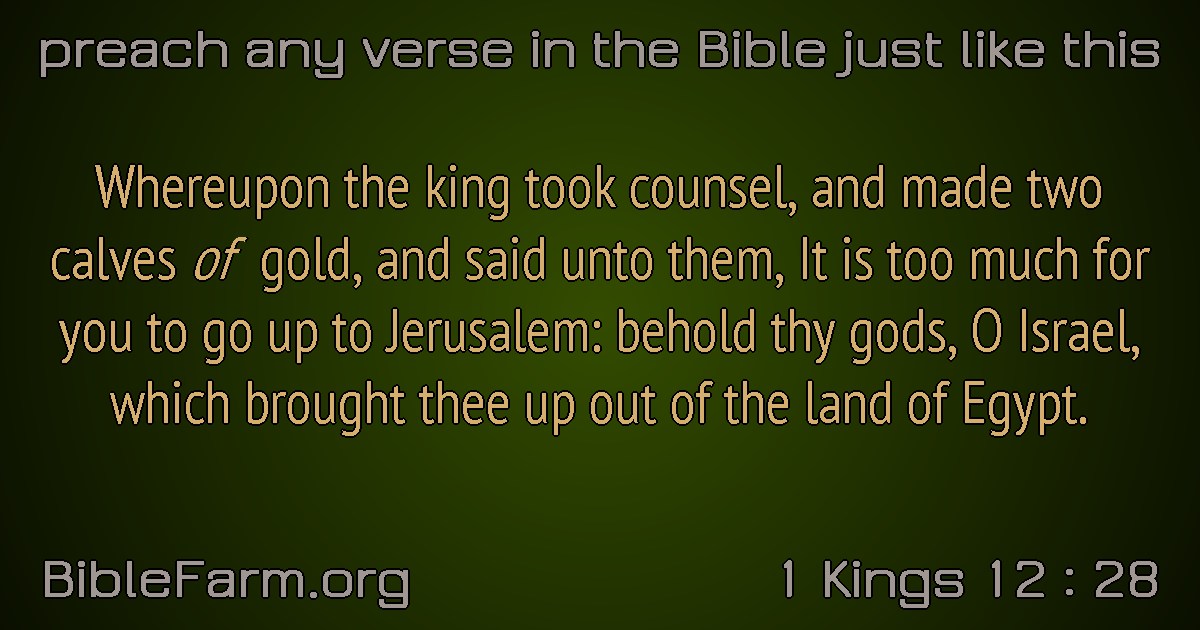 preach any verse in the Bible just like this
Whereupon the king took counsel, and made two
calves of gold, and said unto them, It is too much for
you to go up to Jerusalem: behold thy gods, O Israel,
which brought thee up out of the land of Egypt.
BibleFarm.org
1 Kings 12 : 28